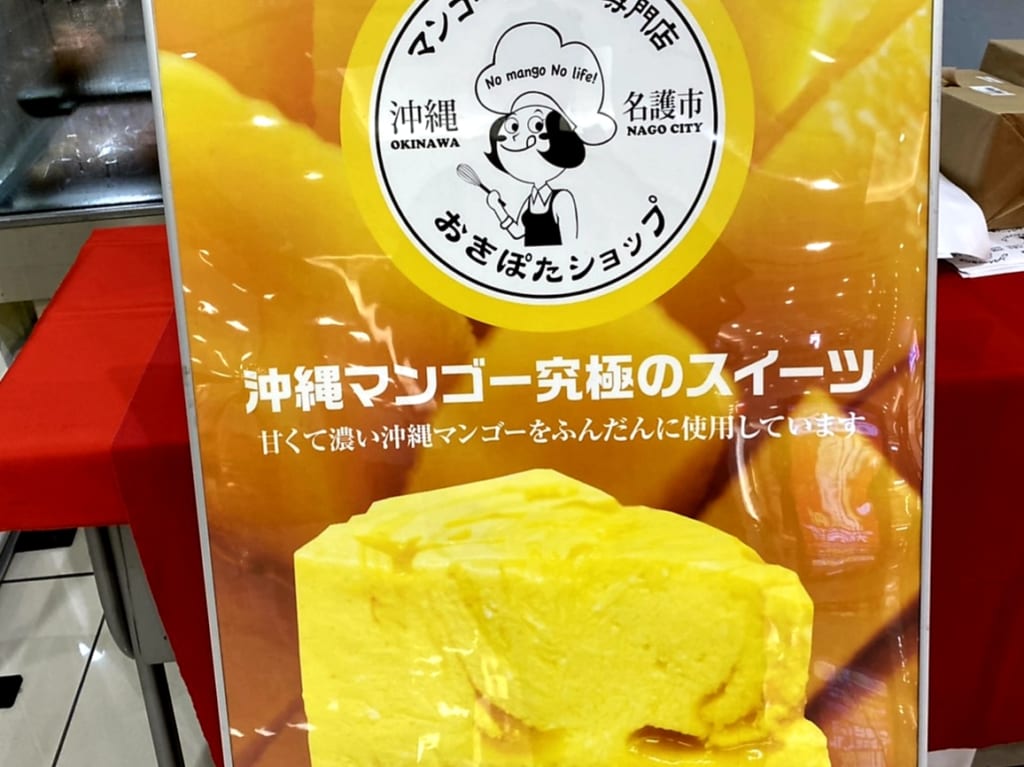 マンゴー
専門店
No mango No life!
沖縄
OKINAWA
名護市
NAGO CITY
おきぽたショップ
沖縄マンゴー究極のスイーツ
甘くて濃い沖縄マンゴーをふんだんに使用しています